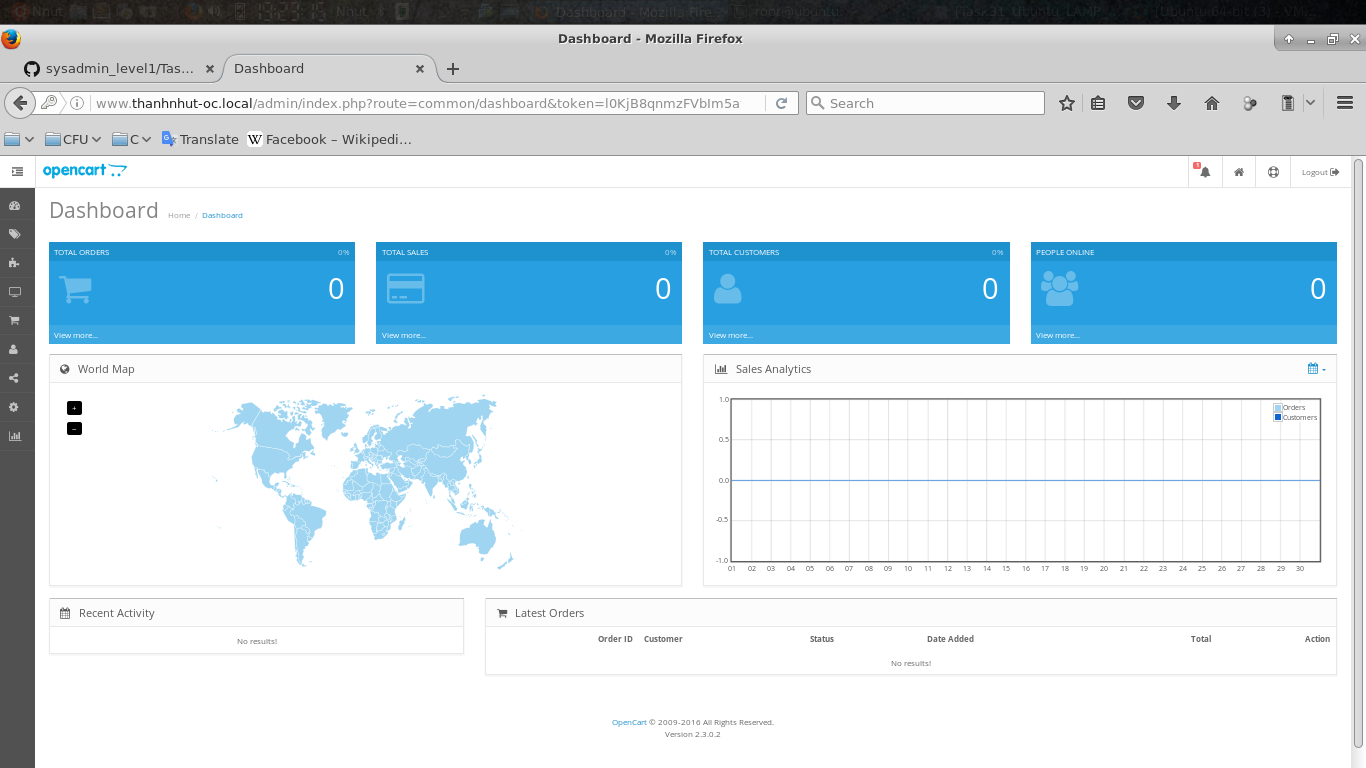 Dashboard - Mozilla Firefox
sysadmin_level1/Tas...
Dashboard
www.thanhnhut-oc.local/admin/index.php?route=common/dashboard&token=l0KjB8qnmzFVbIm5a
Search
CFU
C
Translate
W Facebook – Wikipedi...
opencart
Logout
Dashboard
Home / Dashboard
TOTAL ORDERS 0%
0
View more...
TOTAL SALES 0%
0
View more...
TOTAL CUSTOMERS 0%
0
View more...
PEOPLE ONLINE
0
View more...
World Map
+
–
Sales Analytics
Orders
Customers
1.0
0.5
0.0
-0.5
-1.0
01 02 03 04 05 06 07 08 09 10 11 12 13 14 15 16 17 18 19 20 21 22 23 24 25 26 27 28 29 30
Recent Activity
No results!
Latest Orders
Order ID Customer Status Date Added Total Action
No results!
OpenCart © 2009-2016 All Rights Reserved.
Version 2.3.0.2